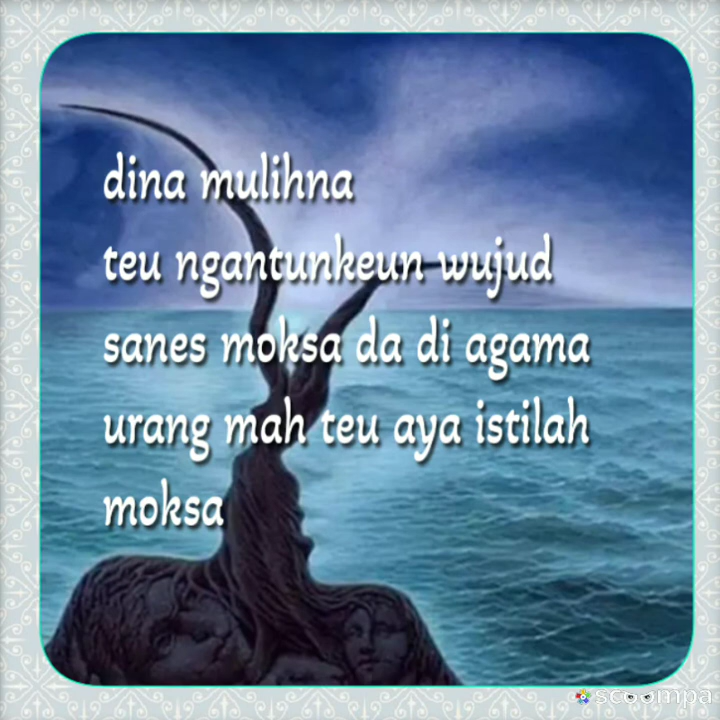 dina mulihna
teu ngantunkeun wujud
sanes moksa da di agama
urang mah teu aya istilah
moksa
scoompa